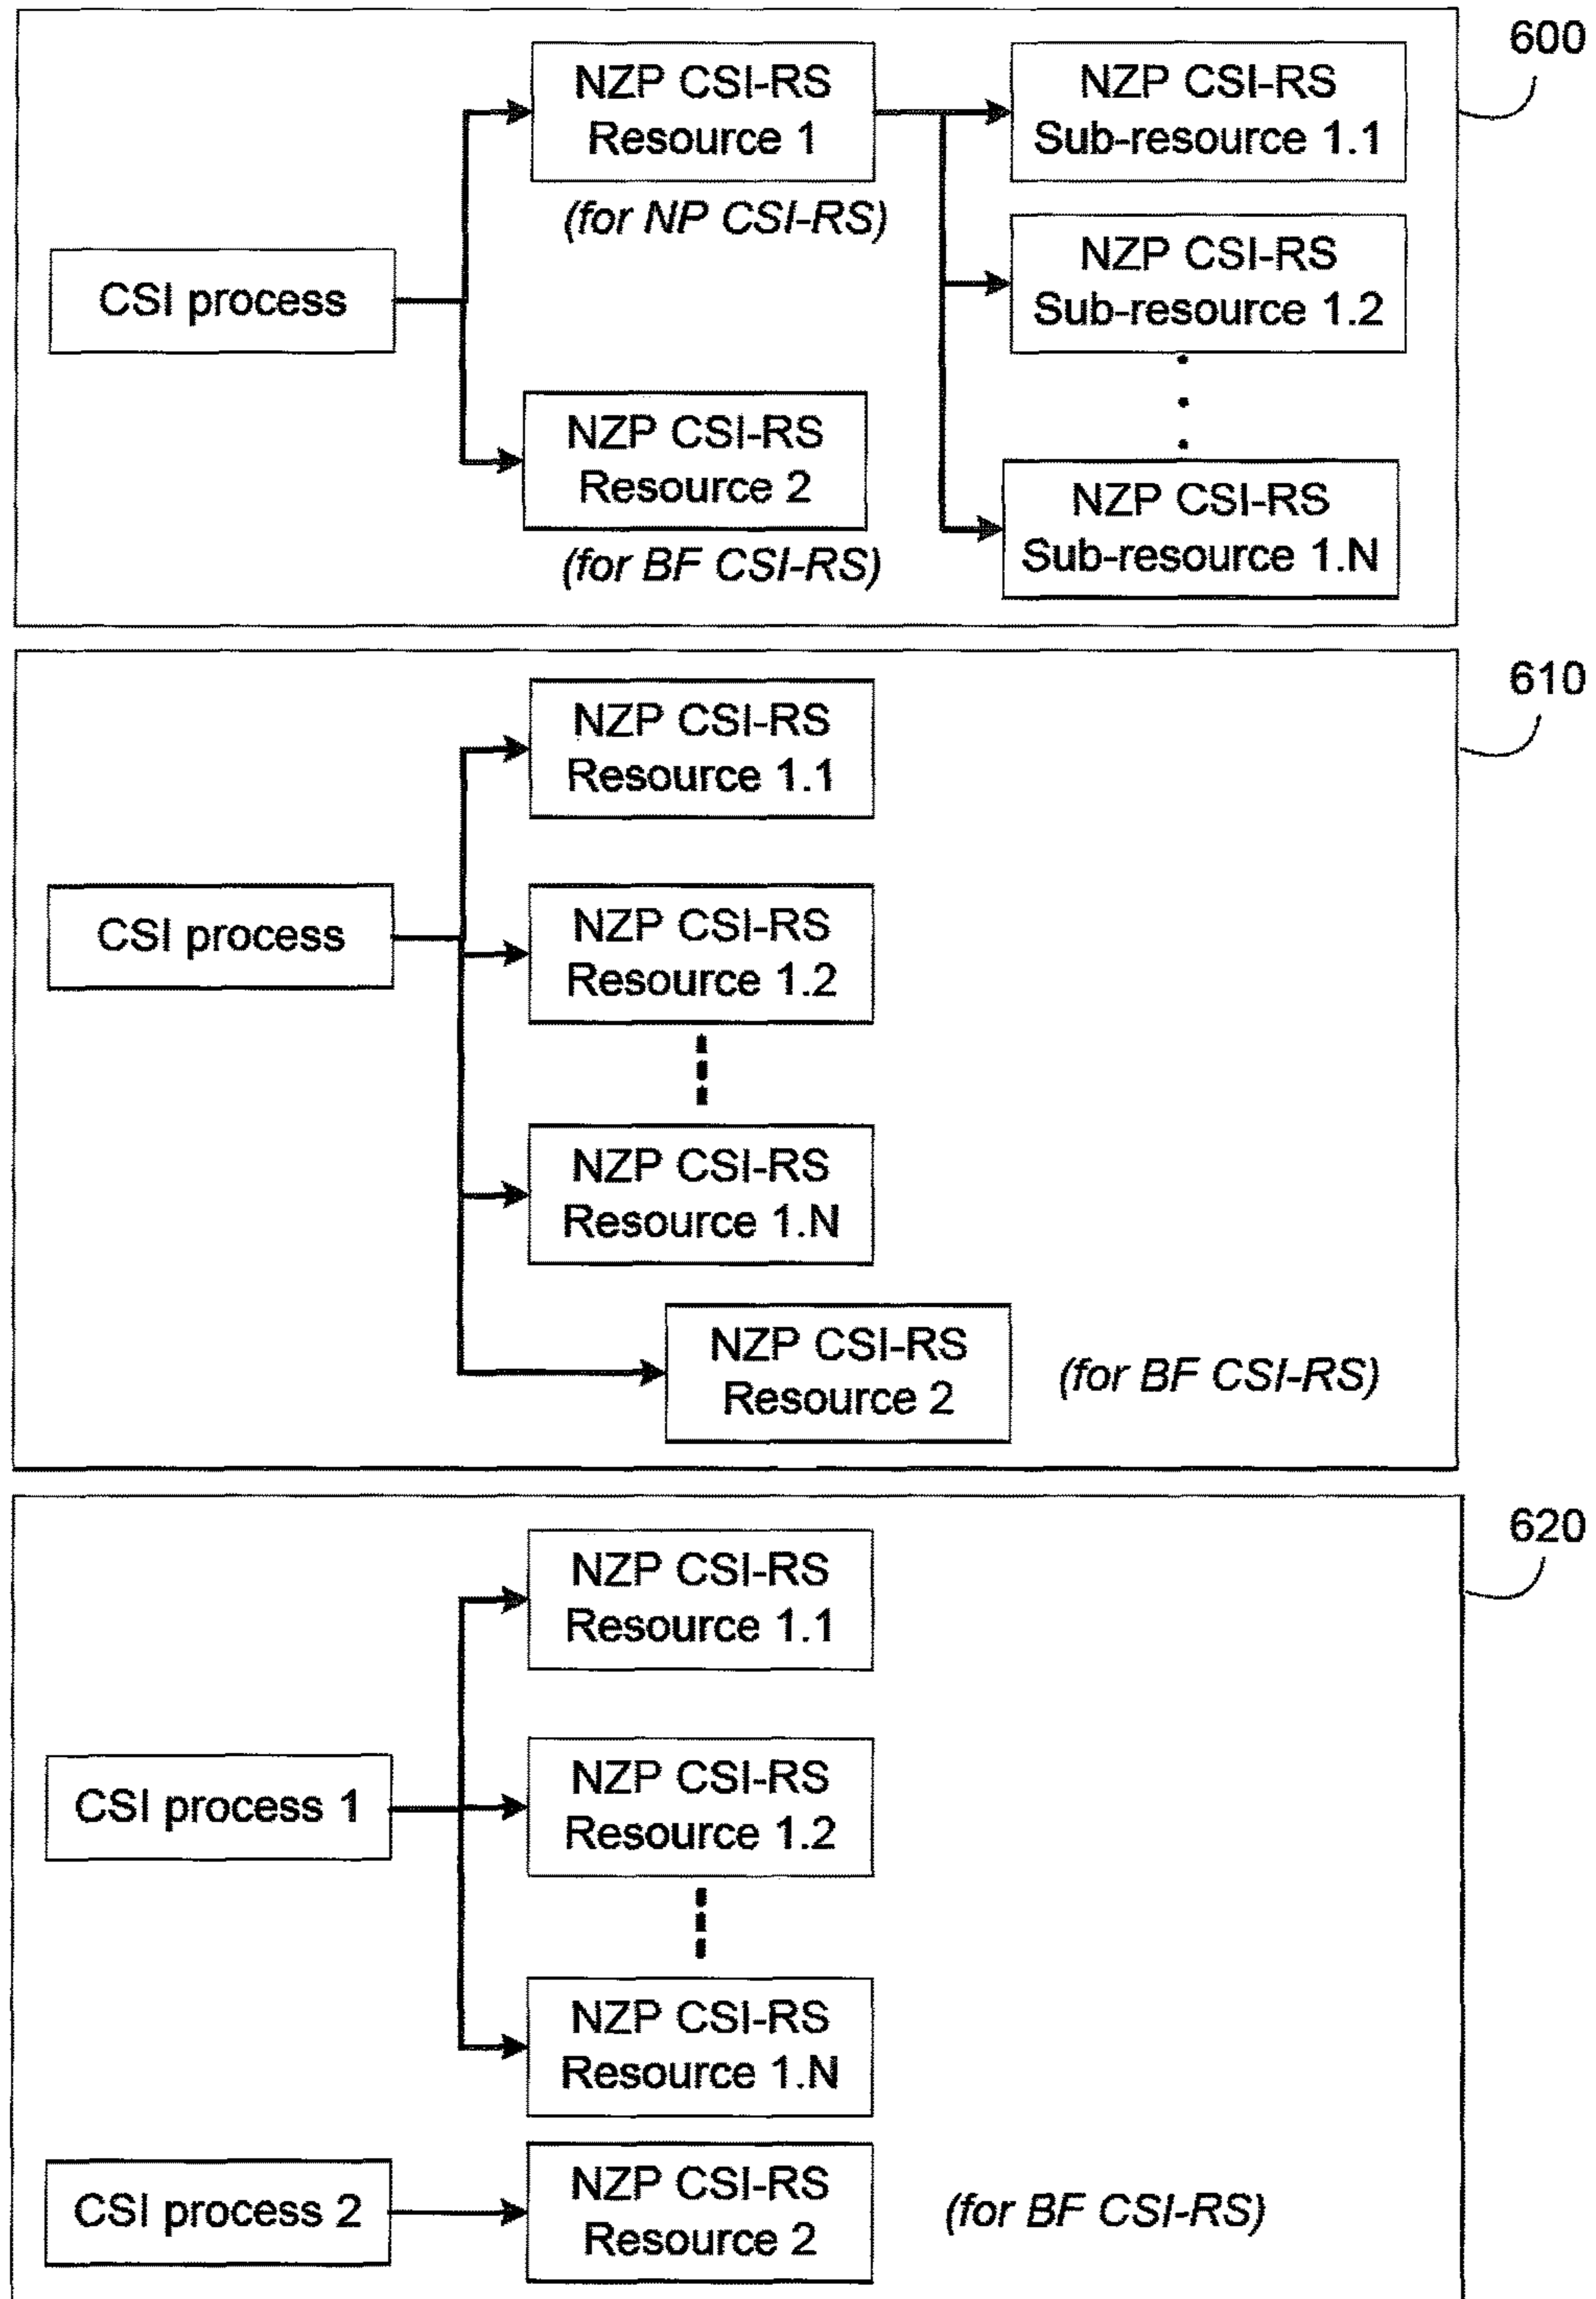 600
NZP CSI-RS
Resource 1
(for NP CSI-RS)
NZP CSI-RS
Sub-resource 1.1
NZP CSI-RS
Sub-resource 1.2
CSI process
NZP CSI-RS
Resource 2
(for BF CSI-RS)
NZP CSI-RS
Sub-resource 1.N
610
NZP CSI-RS
Resource 1.1
CSI process
NZP CSI-RS
Resource 1.2
NZP CSI-RS
Resource 1.N
NZP CSI-RS
Resource 2
(for BF CSI-RS)
620
NZP CSI-RS
Resource 1.1
CSI process 1
NZP CSI-RS
Resource 1.2
NZP CSI-RS
Resource 1.N
CSI process 2
NZP CSI-RS
Resource 2
(for BF CSI-RS)